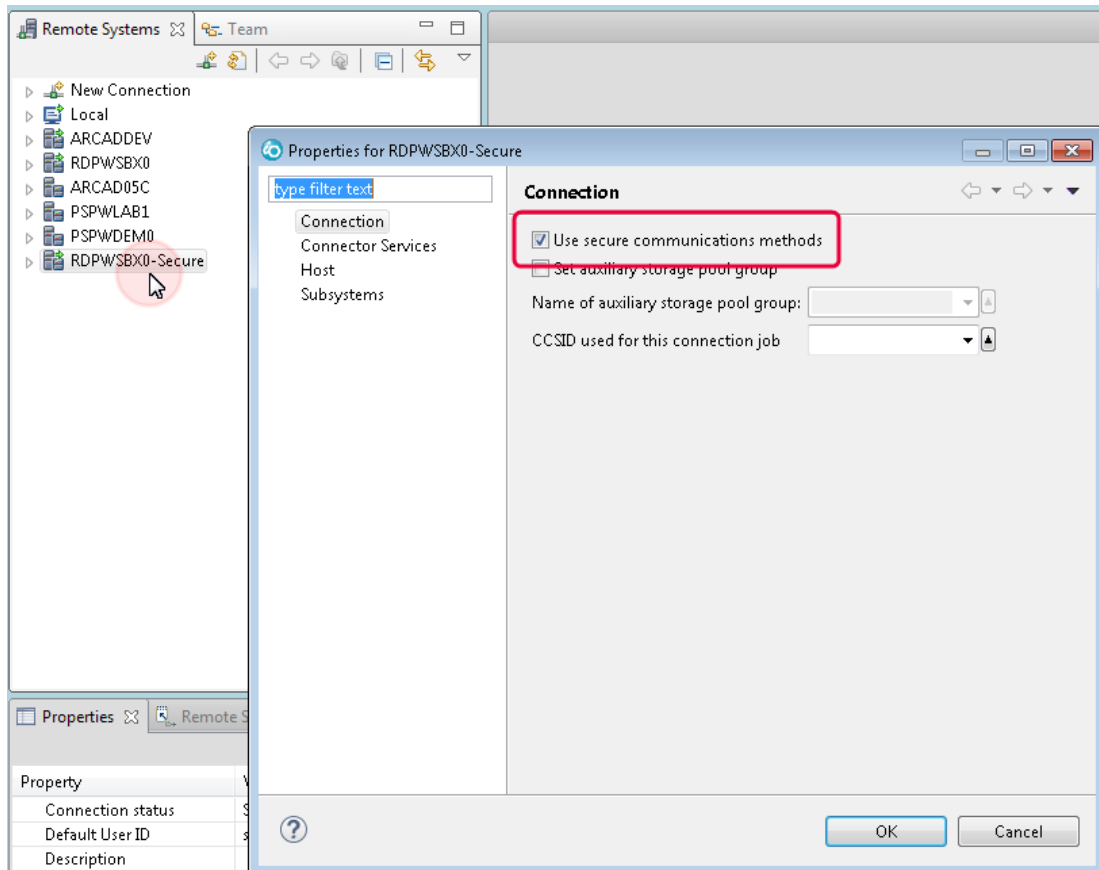 Remote Systems
Team
New Connection
Local
ARCADDEV
RDPWSBX0
ARCAD05C
PSPWLAB1
PSPWDEM0
RDPWSBX0-Secure
Properties for RDPWSBX0-Secure
type filter text
Connection
Connector Services
Host
Subsystems
Connection
Use secure communications methods
Set auxiliary storage pool group
Name of auxiliary storage pool group:
CCSID used for this connection job
Properties
Remote S
Property
Connection status S
Default User ID s
Description
OK
Cancel